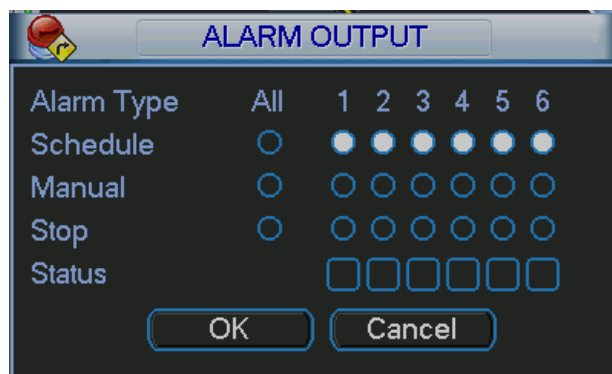 ALARM OUTPUT
Alarm Type All 1 2 3 4 5 6
Schedule
Manual
Stop
Status
OK Cancel